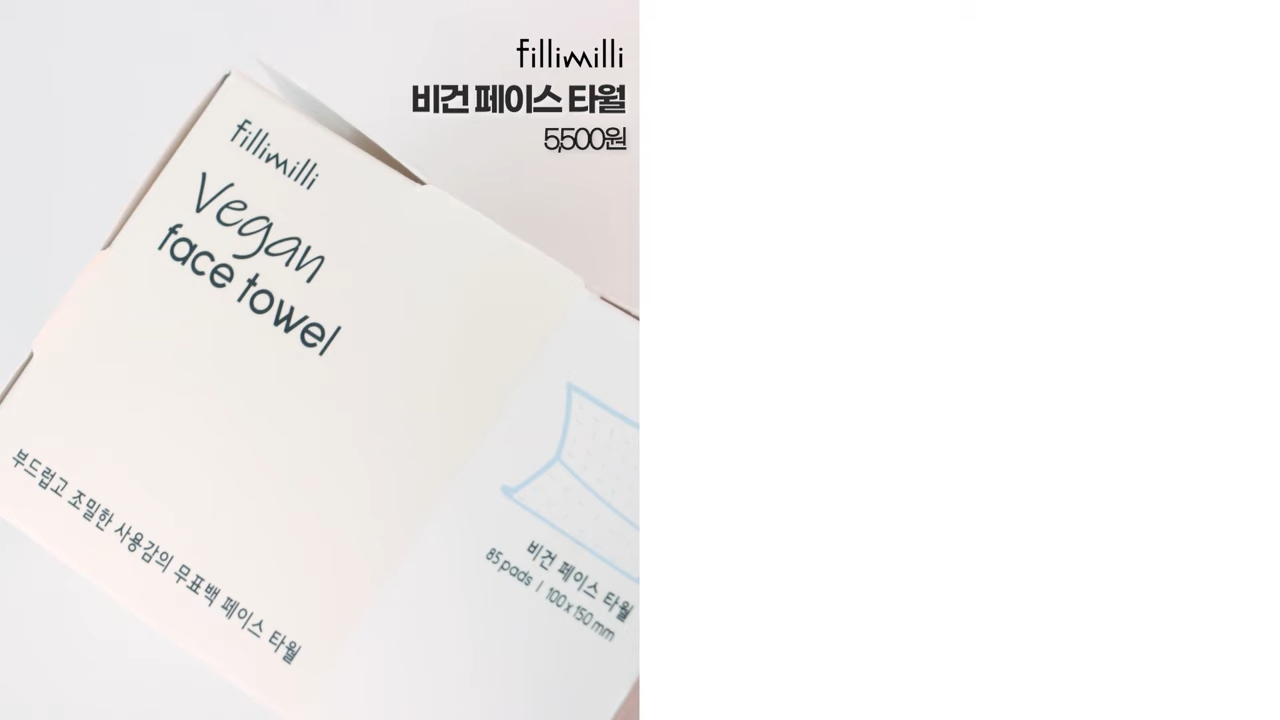 fillimilli
비건 페이스 타월
5,500원
fillimilli
Vegan
face towel
부드럽고 조밀한 사용감의 무표백 페이스 타월
비건 페이스 타월
85 pads | 100 x 150 mm